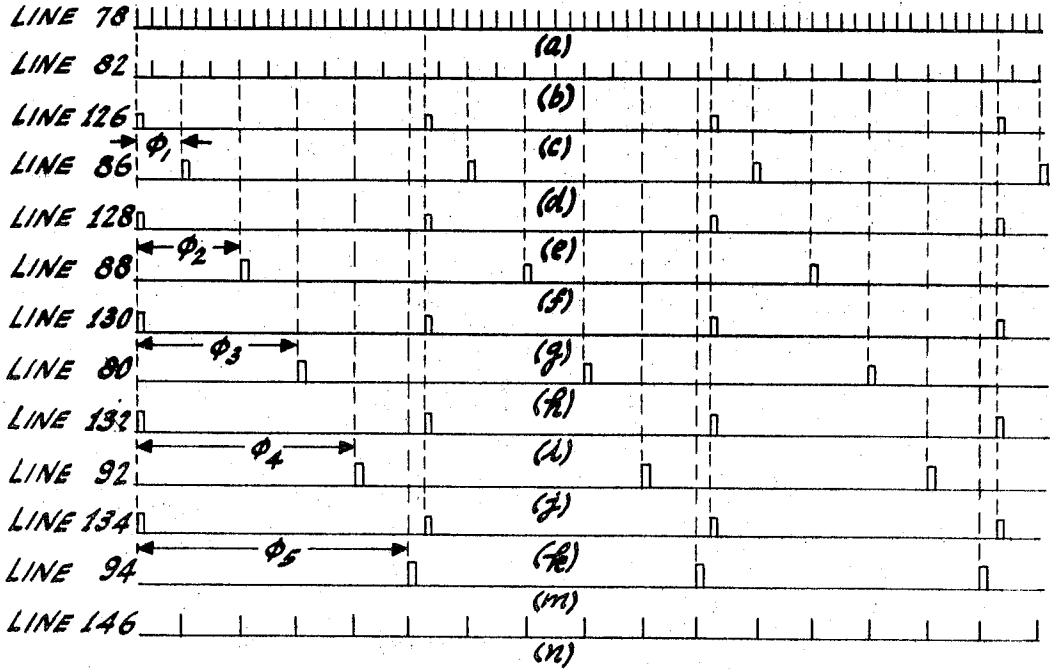 LINE 78
(a)
LINE 82
(b)
LINE 126
ϕ1
(c)
LINE 86
(d)
LINE 128
ϕ2
(e)
LINE 88
(f)
LINE 130
ϕ3
(g)
LINE 80
(h)
LINE 132
ϕ4
(i)
LINE 92
(j)
LINE 134
ϕ5
(k)
LINE 94
(m)
LINE 146
(n)